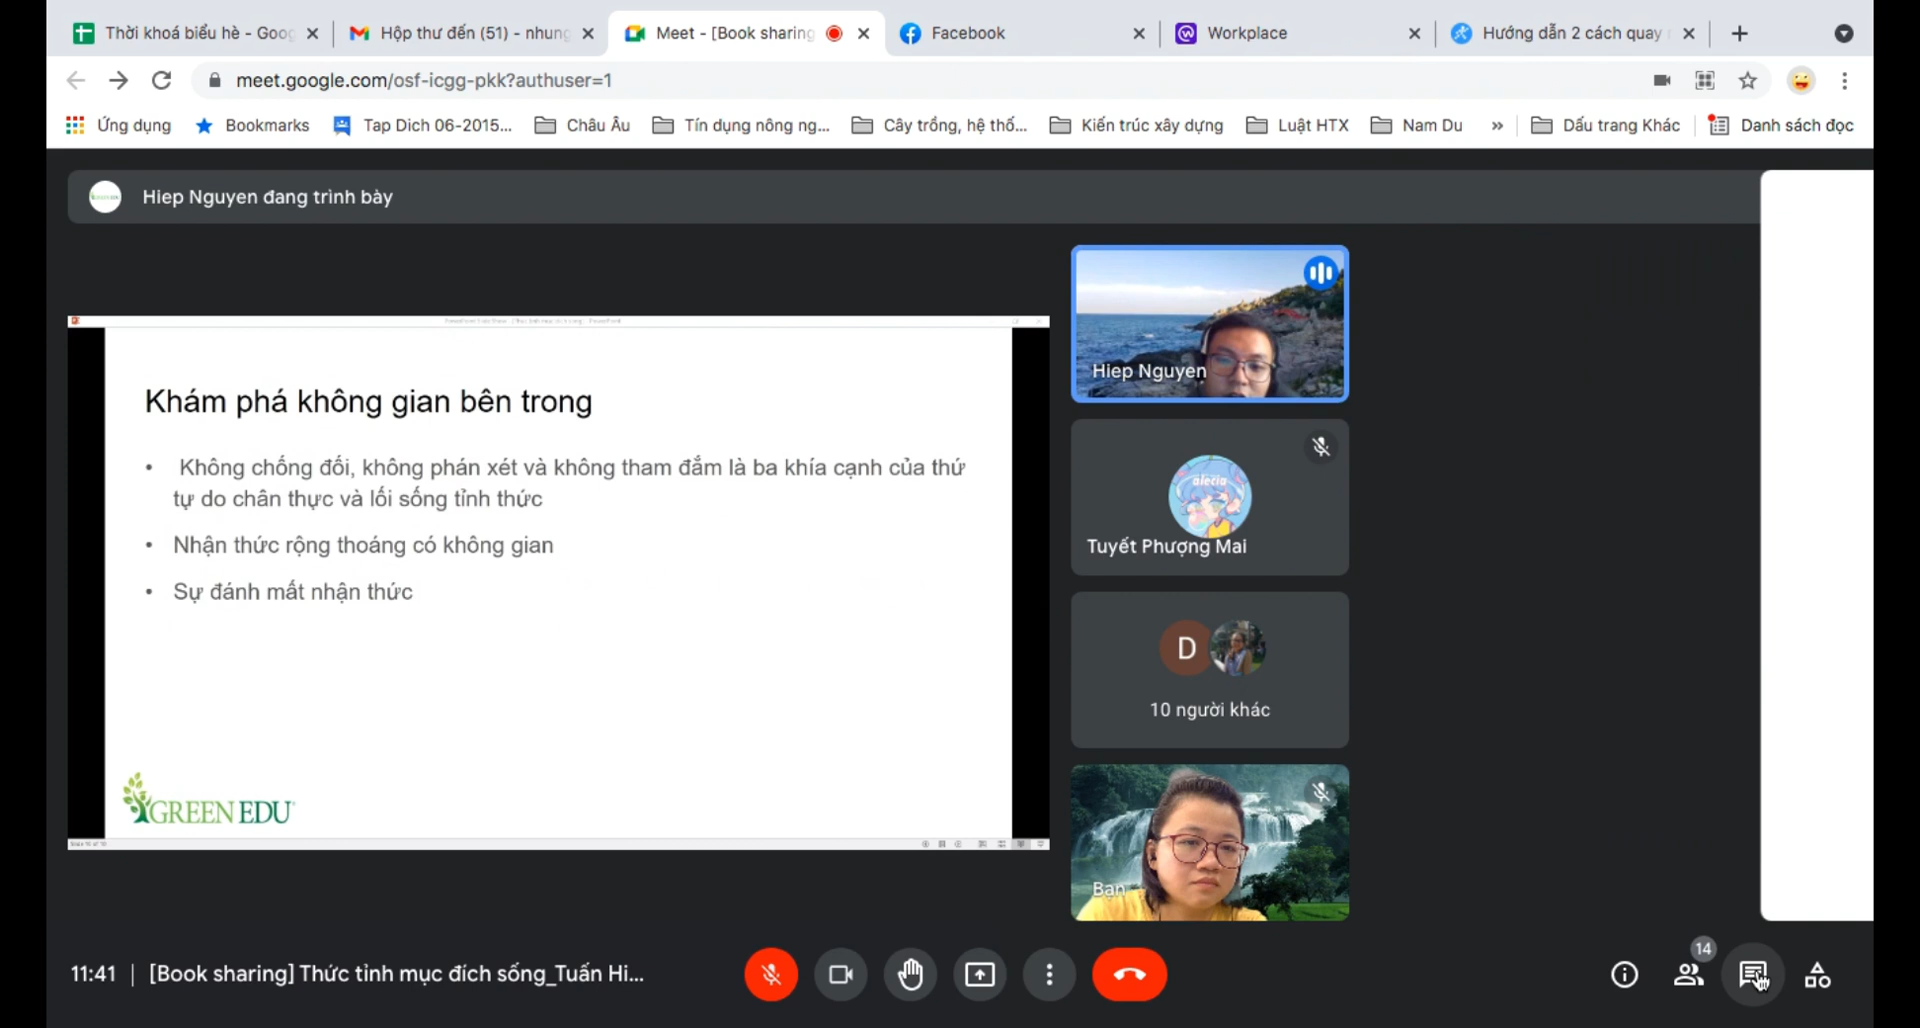 Thời khoá biểu hè - Goog
Hộp thư đến (51) - nhung
Meet - [Book sharing
Facebook
Workplace
Hướng dẫn 2 cách quay
meet.google.com/osf-icgg-pkk?authuser=1
Ứng dụng
Bookmarks
Tap Dich 06-2015...
Châu Âu
Tín dụng nông ng...
Cây trồng, hệ thố...
Kiến trúc xây dựng
Luật HTX
Nam Du
»
Dấu trang Khác
Danh sách đọc
Hiep Nguyen đang trình bày
Khám phá không gian bên trong
• Không chống đối, không phán xét và không tham đắm là ba khía cạnh của thứ
tự do chân thực và lối sống tỉnh thức
• Nhận thức rộng thoáng có không gian
• Sự đánh mất nhận thức
GREEN EDU
Hiep Nguyen
alecia
Tuyết Phượng Mai
D
10 người khác
Bạn
11:41 | [Book sharing] Thức tỉnh mục đích sống_Tuấn Hi...
14